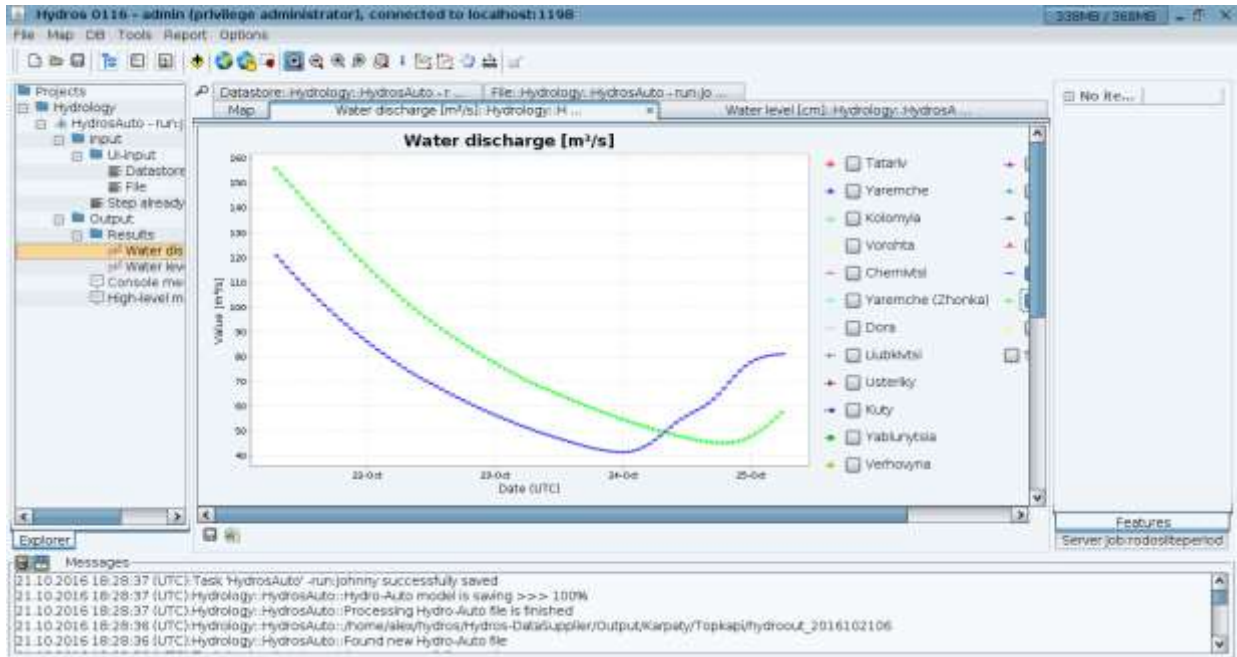 Hydros 0116 - admin (privilege administrator), connected to localhost:1198
338MB / 368MB
File Map DB Tools Report Options
Projects
Hydrology
HydrosAuto - run:j
Input
UI-input
Datastore
File
Step already
Output
Results
Water dis
Water lev
Console me
High-level m
Explorer
Datastore: Hydrology::HydrosAuto - r ...
File: Hydrology::HydrosAuto - run:jo ...
Map
Water discharge [m³/s]: Hydrology::H ...
Water level [cm]: Hydrology::HydrosA ...
Water discharge [m³/s]
160
150
140
130
120
110
100
90
80
70
60
50
40
Value [m³/s]
22-Oct 23-Oct 24-Oct 25-Oct
Date (UTC)
Tatariv
Yaremche
Kolomyia
Vorohta
Chernivtsi
Yaremche (Zhonka)
Dora
Liubkivtsi
Usteriky
Kuty
Yablunytsia
Verhovyna
No ite...
Features
Server job:rodosliteperiod
Messages
21.10.2016 18:28:37 (UTC):Task 'HydrosAuto' -run:johnny successfully saved
21.10.2016 18:28:37 (UTC):Hydrology::HydrosAuto::Hydro-Auto model is saving >>> 100%
21.10.2016 18:28:37 (UTC):Hydrology::HydrosAuto::Processing Hydro-Auto file is finished
21.10.2016 18:28:36 (UTC):Hydrology::HydrosAuto::/home/alex/hydros/Hydros-DataSupplier/Output/Karpaty/Topkapi/hydroout_2016102106
21.10.2016 18:28:36 (UTC):Hydrology::HydrosAuto::Found new Hydro-Auto file